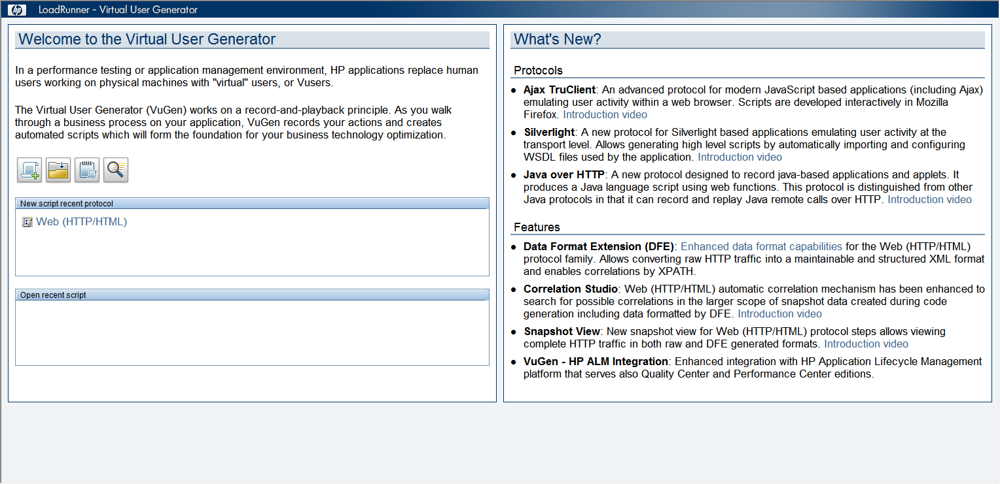 hp LoadRunner - Virtual User Generator
Welcome to the Virtual User Generator
In a performance testing or application management environment, HP applications replace human
users working on physical machines with "virtual" users, or Vusers.
The Virtual User Generator (VuGen) works on a record-and-playback principle. As you walk
through a business process on your application, VuGen records your actions and creates
automated scripts which will form the foundation for your business technology optimization.
New script recent protocol
Web (HTTP/HTML)
Open recent script
What's New?
Protocols
● Ajax TruClient: An advanced protocol for modern JavaScript based applications (including Ajax)
emulating user activity within a web browser. Scripts are developed interactively in Mozilla
Firefox. Introduction video
● Silverlight: A new protocol for Silverlight based applications emulating user activity at the
transport level. Allows generating high level scripts by automatically importing and configuring
WSDL files used by the application. Introduction video
● Java over HTTP: A new protocol designed to record java-based applications and applets. It
produces a Java language script using web functions. This protocol is distinguished from other
Java protocols in that it can record and replay Java remote calls over HTTP. Introduction video
Features
● Data Format Extension (DFE): Enhanced data format capabilities for the Web (HTTP/HTML)
protocol family. Allows converting raw HTTP traffic into a maintainable and structured XML format
and enables correlations by XPATH.
● Correlation Studio: Web (HTTP/HTML) automatic correlation mechanism has been enhanced to
search for possible correlations in the larger scope of snapshot data created during code
generation including data formatted by DFE. Introduction video
● Snapshot View: New snapshot view for Web (HTTP/HTML) protocol steps allows viewing
complete HTTP traffic in both raw and DFE generated formats. Introduction video
● VuGen - HP ALM Integration: Enhanced integration with HP Application Lifecycle Management
platform that serves also Quality Center and Performance Center editions.